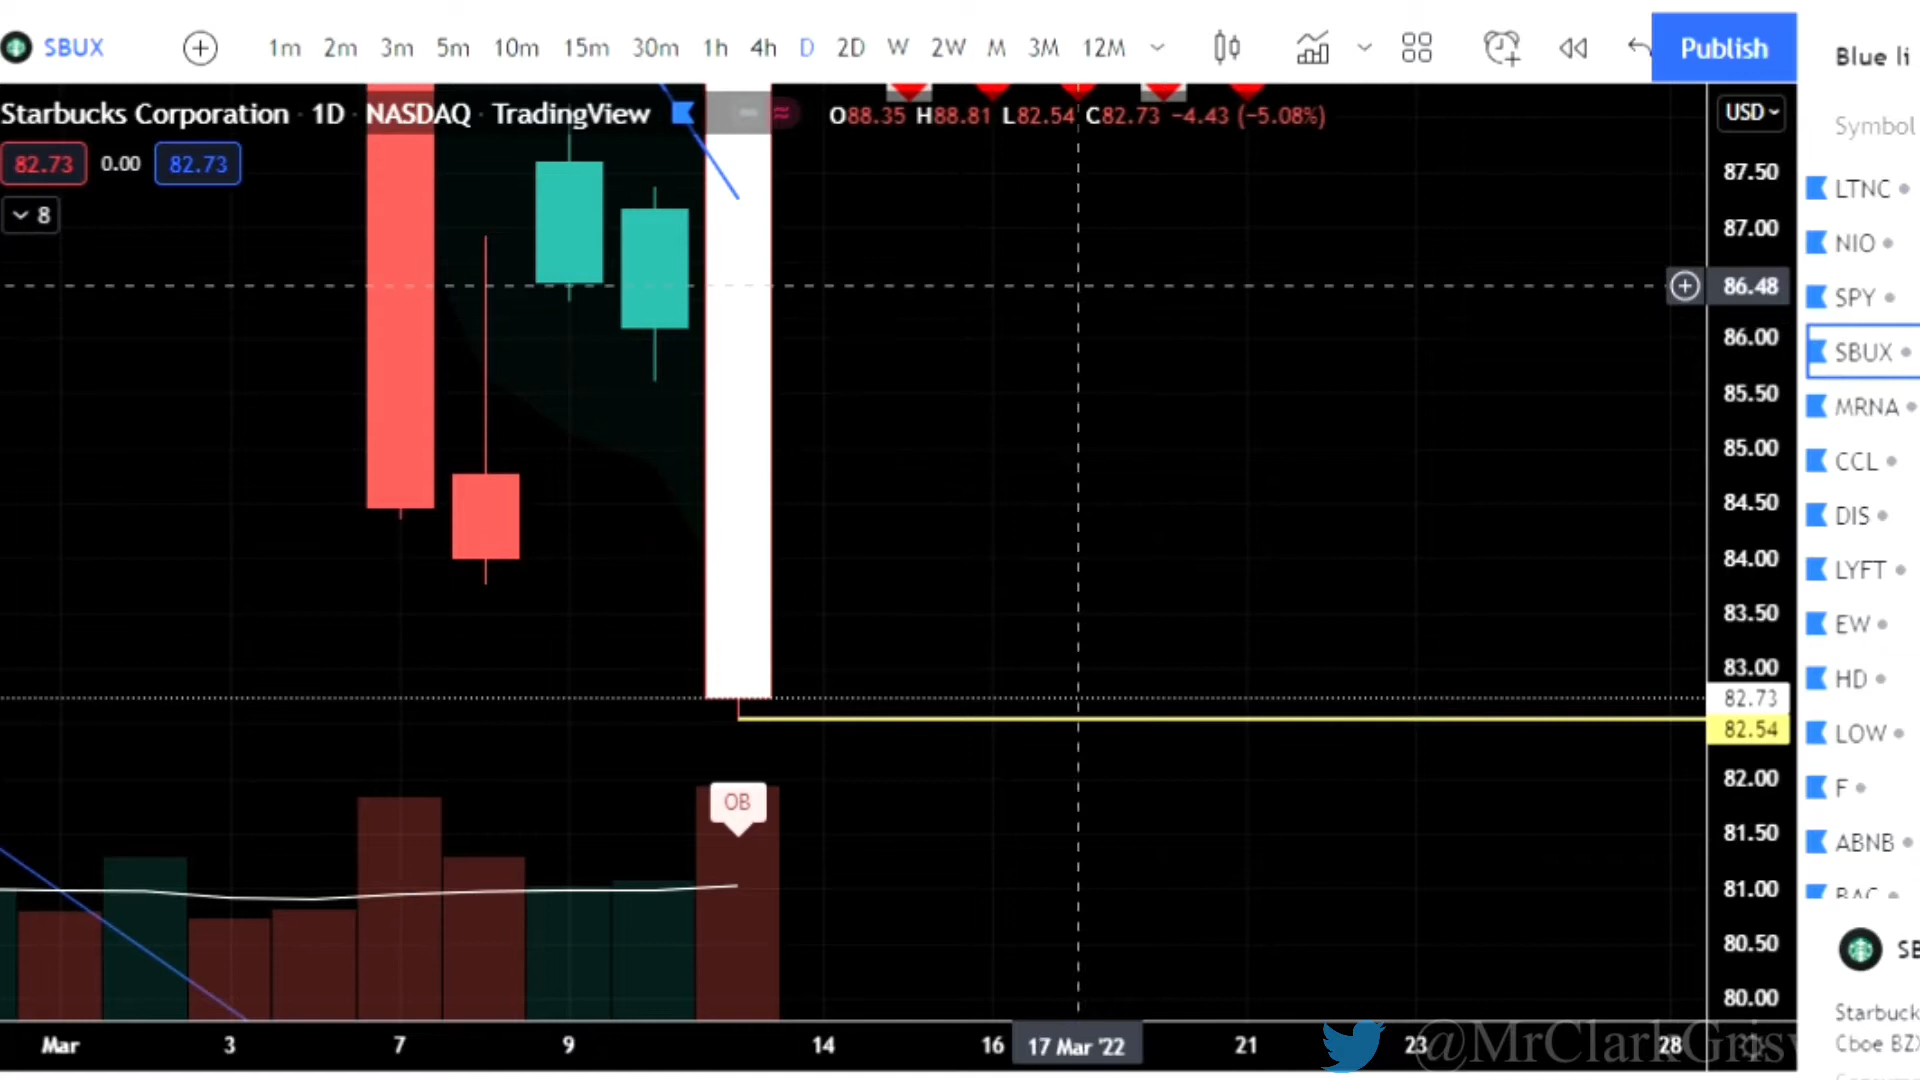 SBUX 1m 2m 3m 5m 10m 15m 30m 1h 4h D 2D W 2W M 3M 12M Publish
Blue li
Starbucks Corporation · 1D · NASDAQ · TradingView O88.35 H88.81 L82.54 C82.73 −4.43 (−5.08%) USD
Symbol
82.73 0.00 82.73
8
87.50
87.00
86.48
86.00
85.50
85.00
84.50
84.00
83.50
83.00
82.73
82.54
82.00
81.50
81.00
80.50
80.00
OB
LTNC
NIO
SPY
SBUX
MRNA
CCL
DIS
LYFT
EW
HD
LOW
F
ABNB
BAC
SB
Starbuck
Cboe BZX
Mar 3 7 9 14 16 17 Mar '22 21 23 28
@MrClarkGrisw